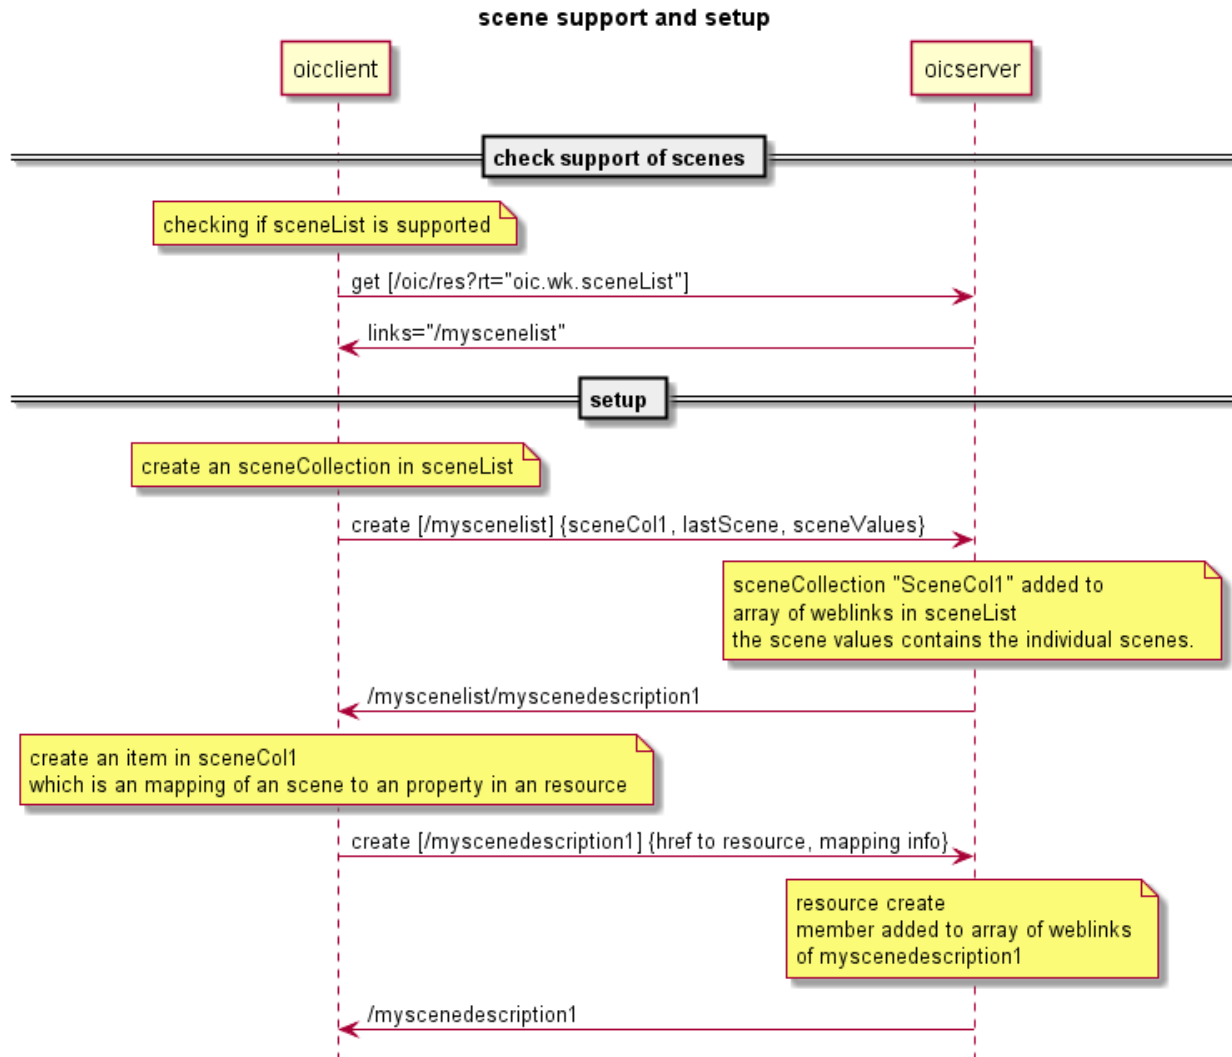 scene support and setup
oicclient
oicserver
check support of scenes
checking if sceneList is supported
get [/oic/res?rt="oic.wk.sceneList"]
links="/myscenelist"
setup
create an sceneCollection in sceneList
create [/myscenelist] {sceneCol1, lastScene, sceneValues}
sceneCollection "SceneCol1" added to
array of weblinks in sceneList
the scene values contains the individual scenes.
/myscenelist/myscenedescription1
create an item in sceneCol1
which is an mapping of an scene to an property in an resource
create [/myscenedescription1] {href to resource, mapping info}
resource create
member added to array of weblinks
of myscenedescription1
/myscenedescription1